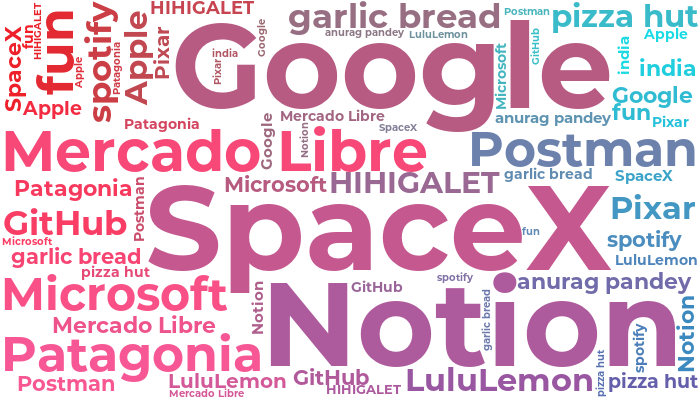 HIHIGALET
garlic bread
Postman
pizza hut
SpaceX
fun
HIHIGALET
fun
Apple
spotify
Patagonia
Apple
Pixar
Google
india
Pixar
Google
anurag pandey
LuluLemon
Microsoft
GitHub
Apple
india
india
Google
fun
Pixar
Apple
anurag pandey
Patagonia
Mercado Libre
SpaceX
Google
Notion
Mercado Libre
Postman
garlic bread
SpaceX
Patagonia
Postman
Microsoft
HIHIGALET
SpaceX
Pixar
GitHub
Microsoft
fun
spotify
garlic bread
pizza hut
LuluLemon
Microsoft
Notion
GitHub
spotify
anurag pandey
Notion
garlic bread
Notion
Mercado Libre
spotify
Patagonia
pizza hut
Postman
LuluLemon
GitHub
HIHIGALET
LuluLemon
pizza hut
Mercado Libre